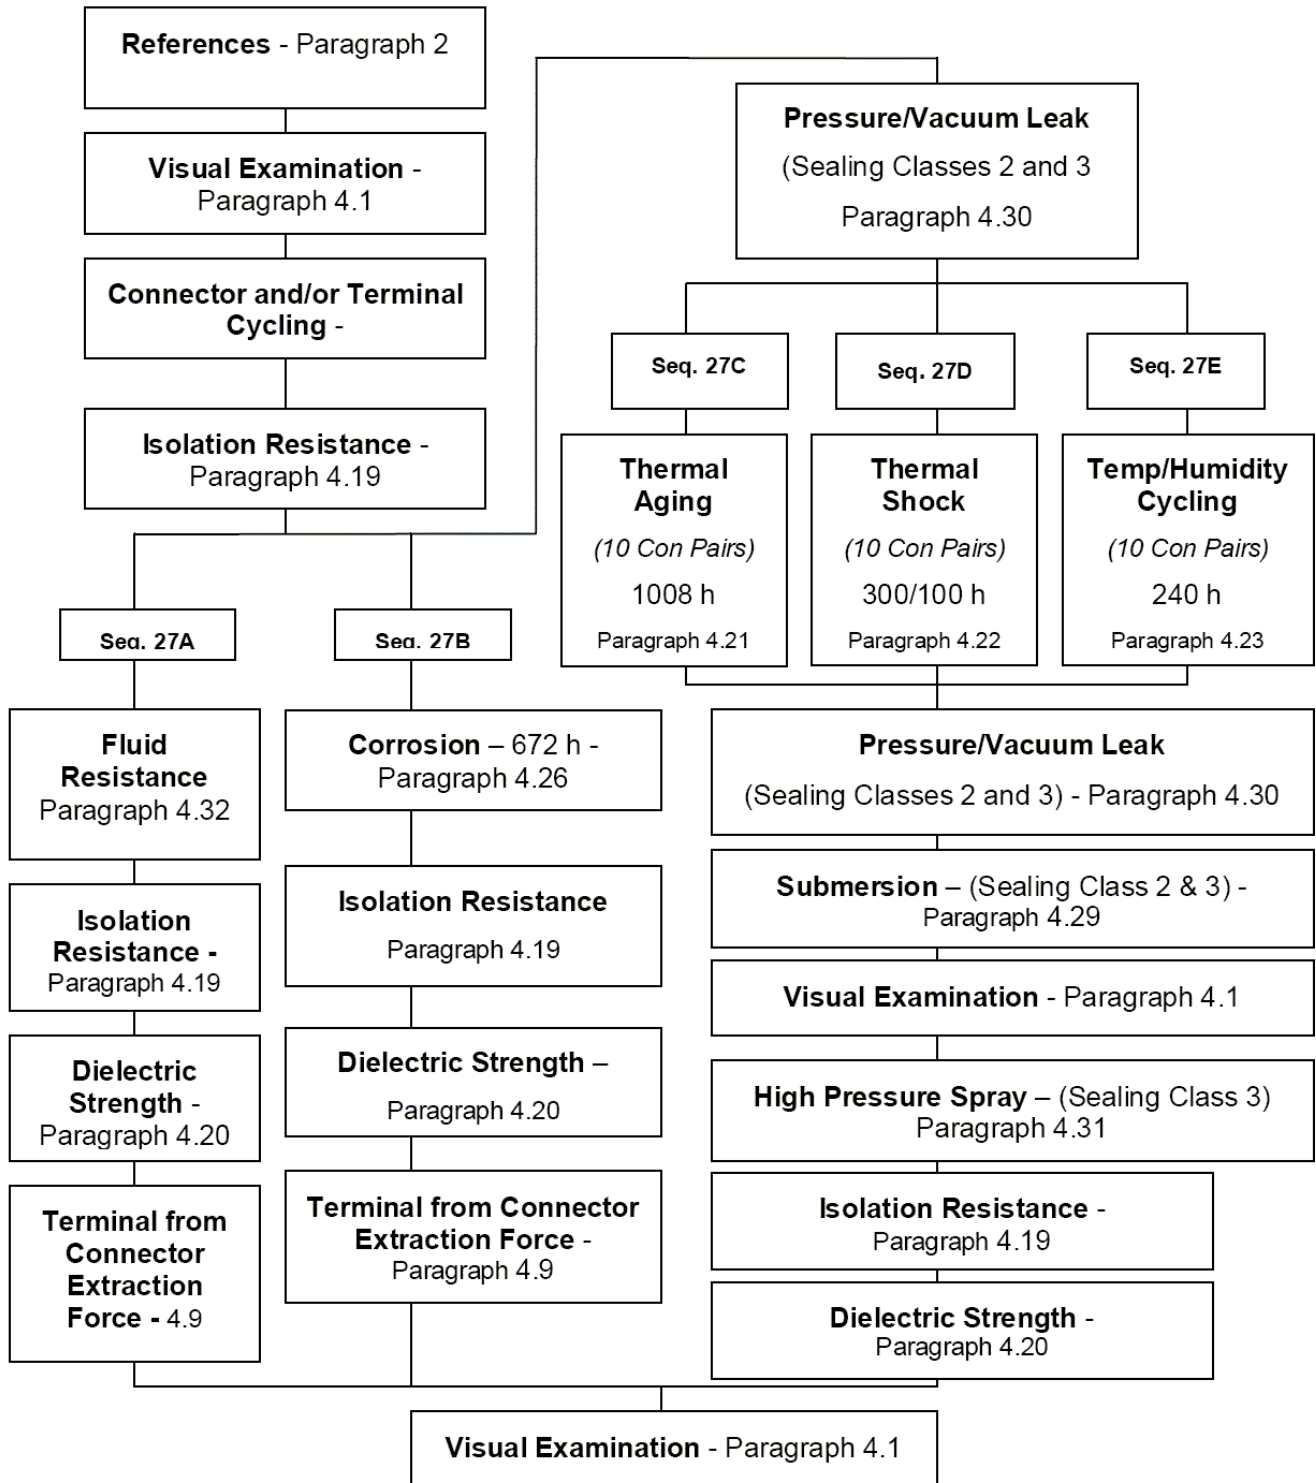 References - Paragraph 2
Visual Examination -
Paragraph 4.1
Connector and/or Terminal
Cycling -
Isolation Resistance -
Paragraph 4.19
Pressure/Vacuum Leak
(Sealing Classes 2 and 3
Paragraph 4.30
Seq. 27C
Seq. 27D
Seq. 27E
Thermal
Aging
(10 Con Pairs)
1008 h
Paragraph 4.21
Thermal
Shock
(10 Con Pairs)
300/100 h
Paragraph 4.22
Temp/Humidity
Cycling
(10 Con Pairs)
240 h
Paragraph 4.23
Seq. 27A
Seq. 27B
Fluid
Resistance
Paragraph 4.32
Isolation
Resistance -
Paragraph 4.19
Dielectric
Strength -
Paragraph 4.20
Terminal from
Connector
Extraction
Force - 4.9
Corrosion – 672 h -
Paragraph 4.26
Isolation Resistance
Paragraph 4.19
Dielectric Strength –
Paragraph 4.20
Terminal from Connector
Extraction Force -
Paragraph 4.9
Pressure/Vacuum Leak
(Sealing Classes 2 and 3) - Paragraph 4.30
Submersion – (Sealing Class 2 & 3) -
Paragraph 4.29
Visual Examination - Paragraph 4.1
High Pressure Spray – (Sealing Class 3)
Paragraph 4.31
Isolation Resistance -
Paragraph 4.19
Dielectric Strength -
Paragraph 4.20
Visual Examination - Paragraph 4.1